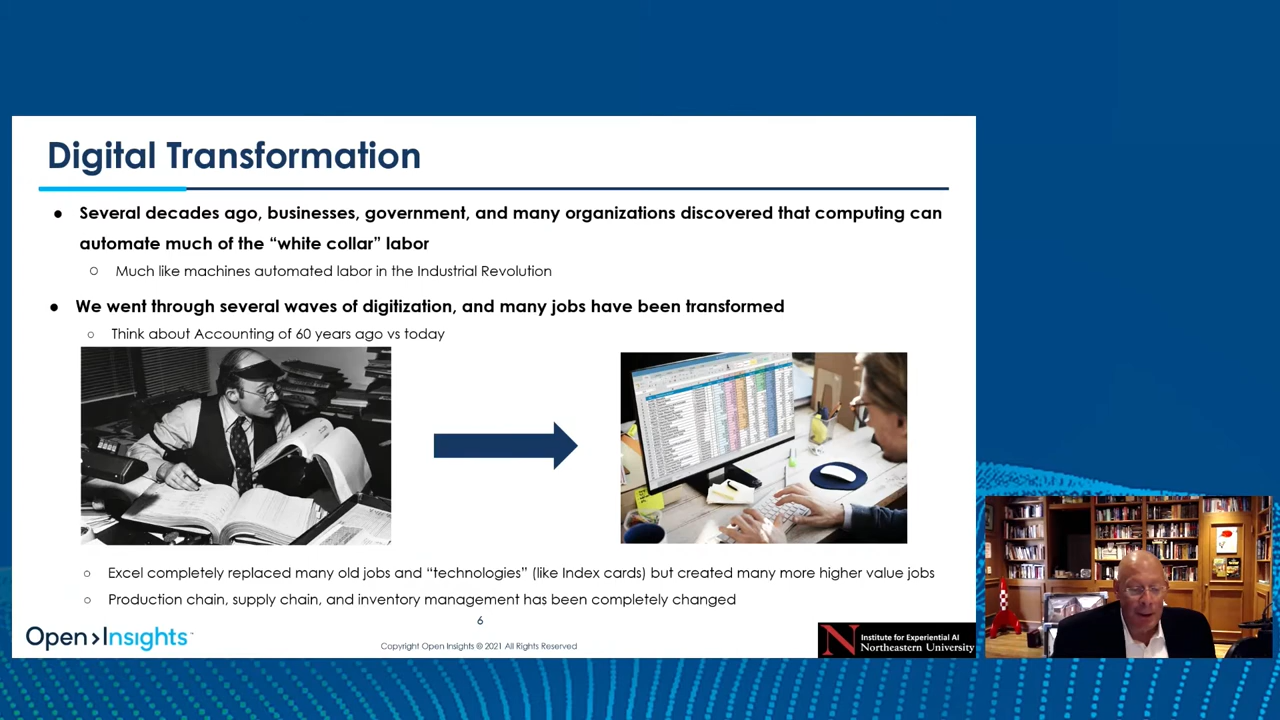 Digital Transformation
● Several decades ago, businesses, government, and many organizations discovered that computing can
automate much of the “white collar” labor
○ Much like machines automated labor in the Industrial Revolution
● We went through several waves of digitization, and many jobs have been transformed
○ Think about Accounting of 60 years ago vs today
○ Excel completely replaced many old jobs and “technologies” (like Index cards) but created many more higher value jobs
○ Production chain, supply chain, and inventory management has been completely changed
6
Open>Insights™
Copyright Open Insights © 2021 All Rights Reserved
N
Institute for Experiential AI
Northeastern University